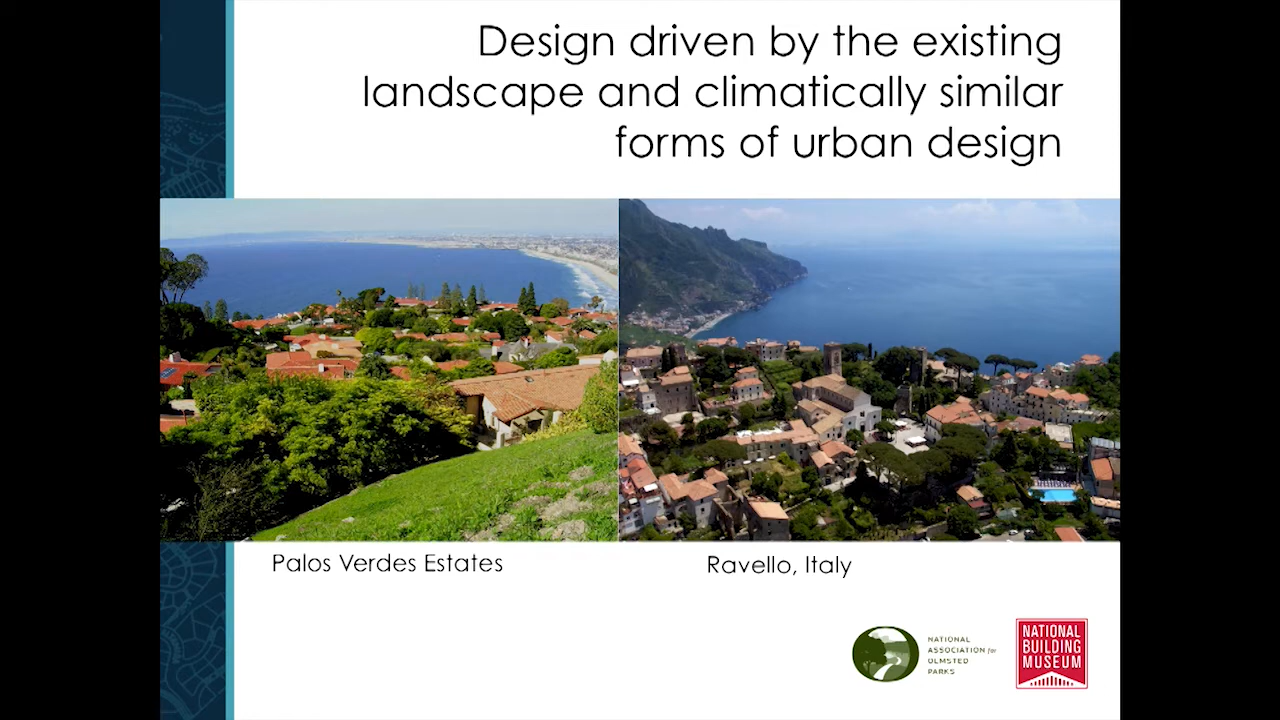 Design driven by the existing
landscape and climatically similar
forms of urban design
Palos Verdes Estates
Ravello, Italy
NATIONAL
ASSOCIATION for
OLMSTED
PARKS
NATIONAL
BUILDING
MUSEUM